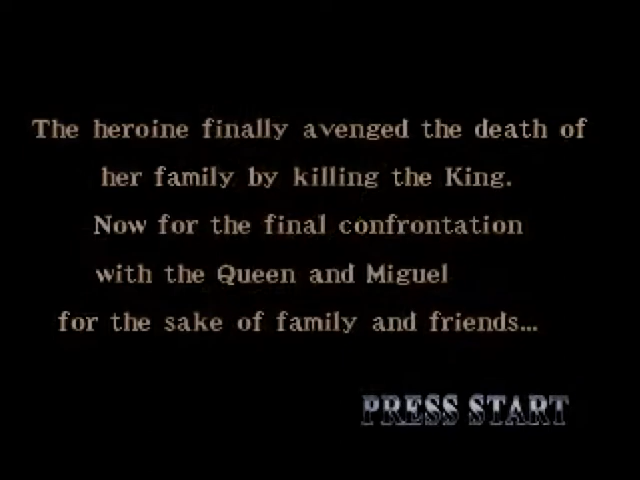 The heroine finally avenged the death of
her family by killing the King.
Now for the final confrontation
with the Queen and Miguel
for the sake of family and friends...
PRESS START